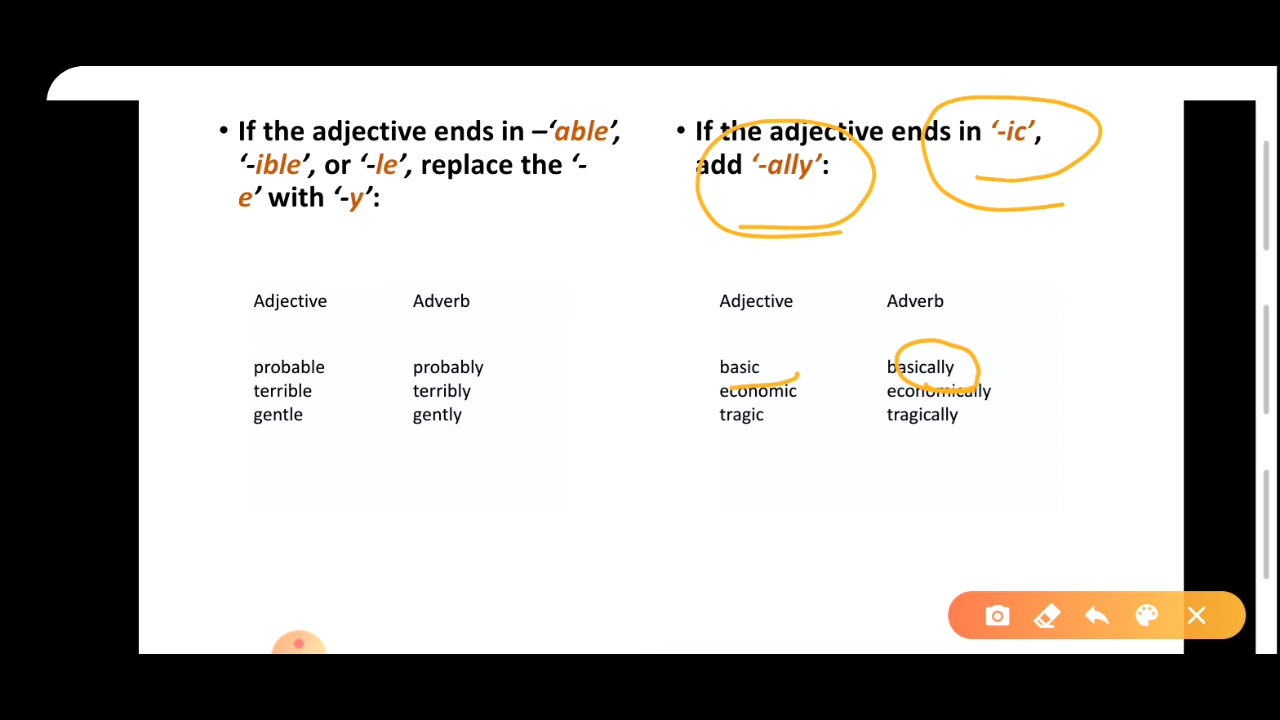 • If the adjective ends in –‘able’,
‘-ible’, or ‘-le’, replace the ‘-
e’ with ‘-y’:
Adjective Adverb
probable probably
terrible terribly
gentle gently
• If the adjective ends in ‘-ic’,
add ‘-ally’:
Adjective Adverb
basic basically
economic economically
tragic tragically